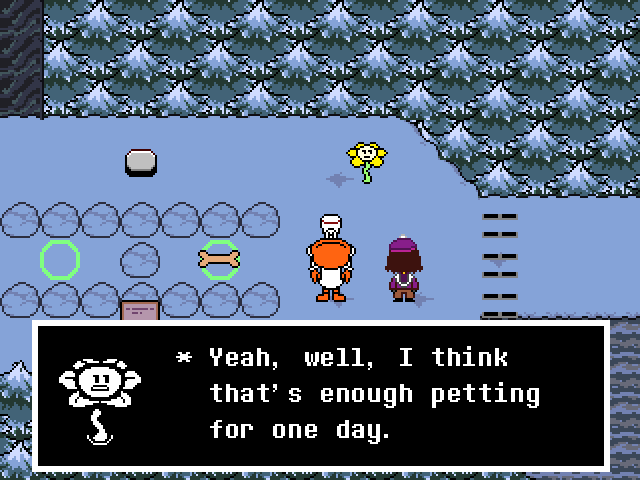 * Yeah, well, I think
that's enough petting
for one day.